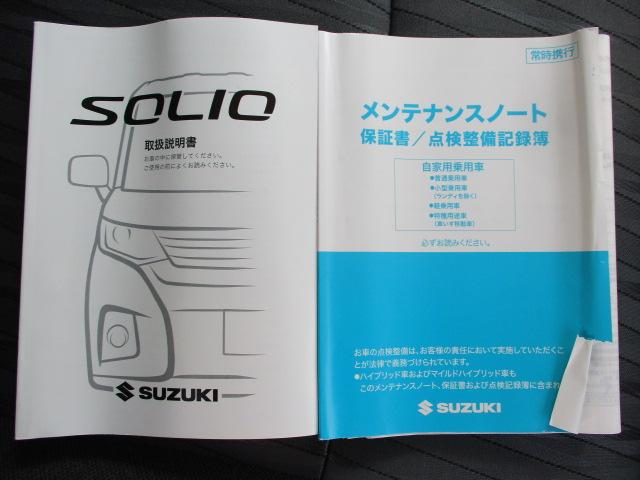 SOLIO
取扱説明書
お車の中に保管してください。
ご使用の前によくお読みください。
SUZUKI
常時携行
メンテナンスノート
保証書／点検整備記録簿
自家用乗用車
●普通乗用車
●小型乗用車
（ランディを除く）
●軽乗用車
●特種用途車
（車いす移動車）
必ずお読みください。
お車の点検整備は、お客様の責任において実施していただくこ
とが法律で義務づけられています。
●ハイブリッド車およびマイルドハイブリッド車も
このメンテナンスノート、保証書および点検記録簿に含まれ
SUZUKI